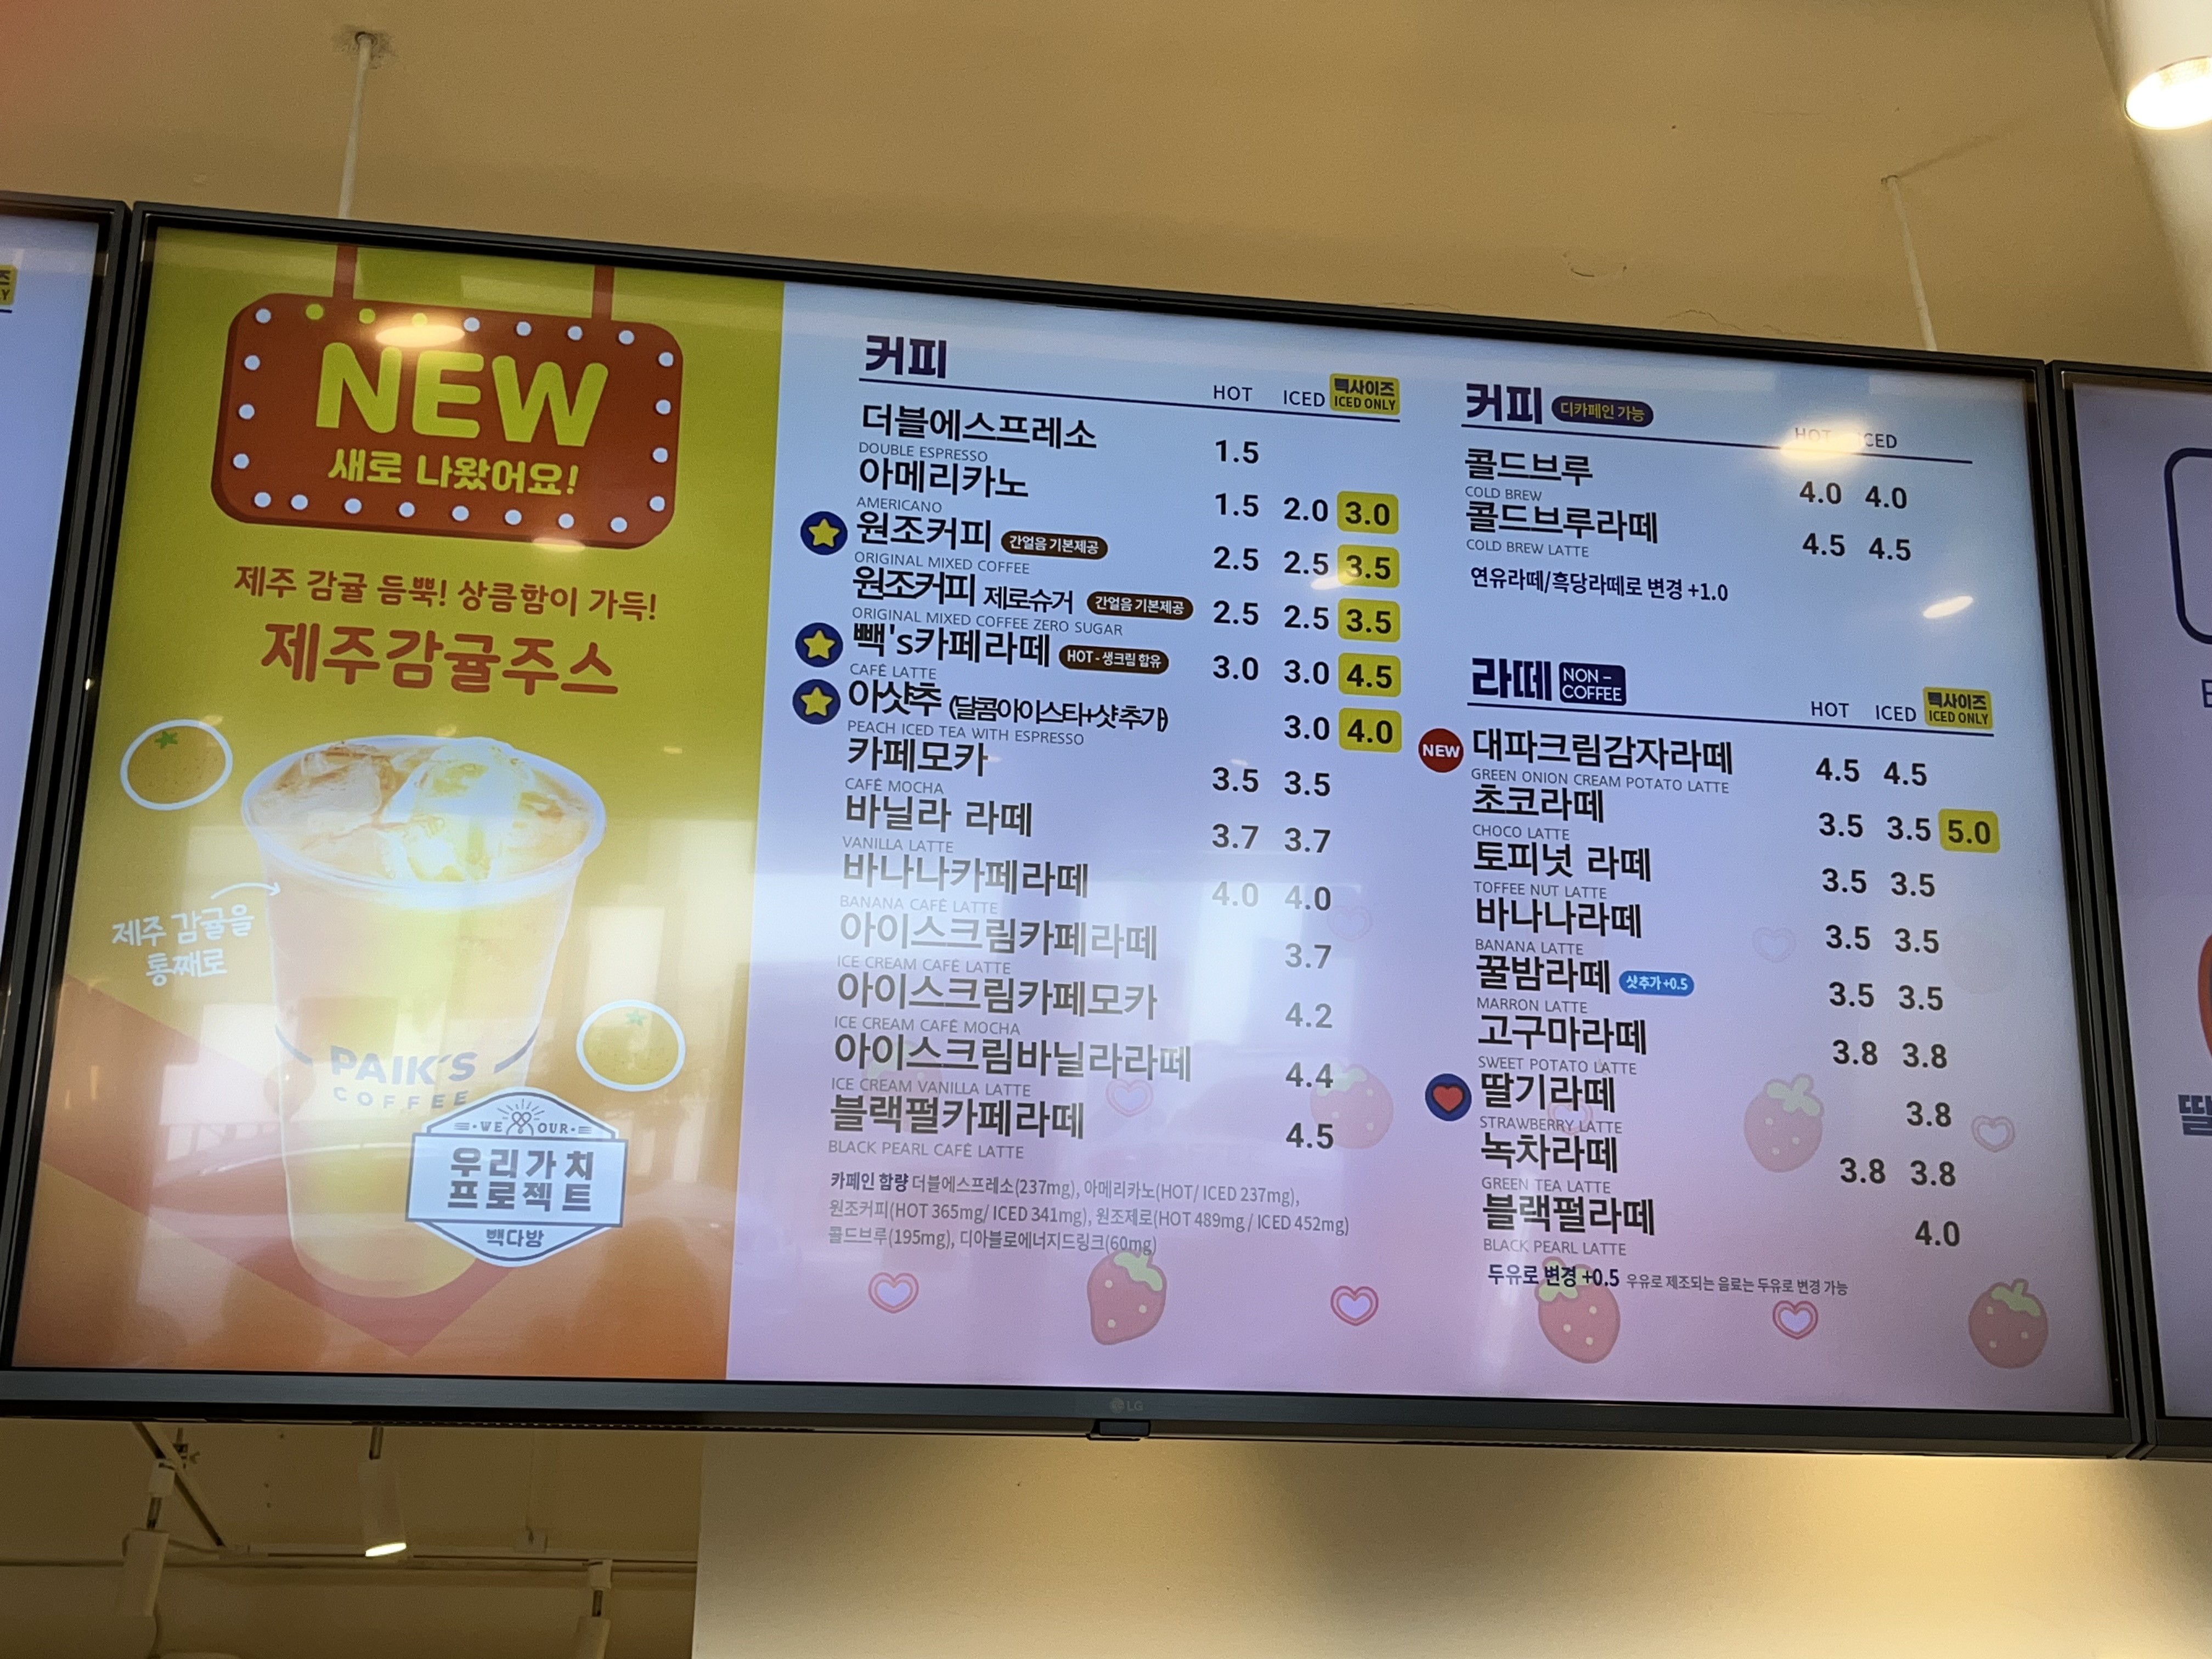 NEW
새로 나왔어요!
제주 감귤 듬뿍! 상큼함이 가득!
제주감귤주스
제주 감귤을
통째로
PAIK'S
COFFEE
WE OUR
우리가치
프로젝트
빽다방
커피
HOT ICED 빽사이즈 ICED ONLY
더블에스프레소 1.5
DOUBLE ESPRESSO
아메리카노 1.5 2.0 3.0
AMERICANO
원조커피 간얼음 기본제공 2.5 2.5 3.5
ORIGINAL MIXED COFFEE
원조커피 제로슈거 간얼음 기본제공 2.5 2.5 3.5
ORIGINAL MIXED COFFEE ZERO SUGAR
빽's카페라떼 HOT - 생크림 함유 3.0 3.0 4.5
CAFÉ LATTE
아샷추 (달콤아이스티+샷 추가) 3.0 4.0
PEACH ICED TEA WITH ESPRESSO
카페모카 3.5 3.5
CAFÉ MOCHA
바닐라 라떼 3.7 3.7
VANILLA LATTE
바나나카페라떼 4.0 4.0
BANANA CAFÉ LATTE
아이스크림카페라떼 3.7
ICE CREAM CAFÉ LATTE
아이스크림카페모카 4.2
ICE CREAM CAFÉ MOCHA
아이스크림바닐라라떼 4.4
ICE CREAM VANILLA LATTE
블랙펄카페라떼 4.5
BLACK PEARL CAFÉ LATTE
카페인 함량 더블에스프레소(237mg), 아메리카노(HOT/ ICED 237mg),
원조커피(HOT 365mg/ ICED 341mg), 원조제로(HOT 489mg / ICED 452mg)
콜드브루(195mg), 디아블로에너지드링크(60mg)
커피 디카페인 가능
HOT ICED
콜드브루 4.0 4.0
COLD BREW
콜드브루라떼 4.5 4.5
COLD BREW LATTE
연유라떼/흑당라떼로 변경 +1.0
라떼 NON-COFFEE
HOT ICED 빽사이즈 ICED ONLY
NEW 대파크림감자라떼 4.5 4.5
GREEN ONION CREAM POTATO LATTE
초코라떼 3.5 3.5 5.0
CHOCO LATTE
토피넛 라떼 3.5 3.5
TOFFEE NUT LATTE
바나나라떼 3.5 3.5
BANANA LATTE
꿀밤라떼 샷추가+0.5 3.5 3.5
MARRON LATTE
고구마라떼 3.8 3.8
SWEET POTATO LATTE
딸기라떼 3.8
STRAWBERRY LATTE
녹차라떼 3.8 3.8
GREEN TEA LATTE
블랙펄라떼 4.0
BLACK PEARL LATTE
두유로 변경 +0.5 우유로 제조되는 음료는 두유로 변경 가능
LG